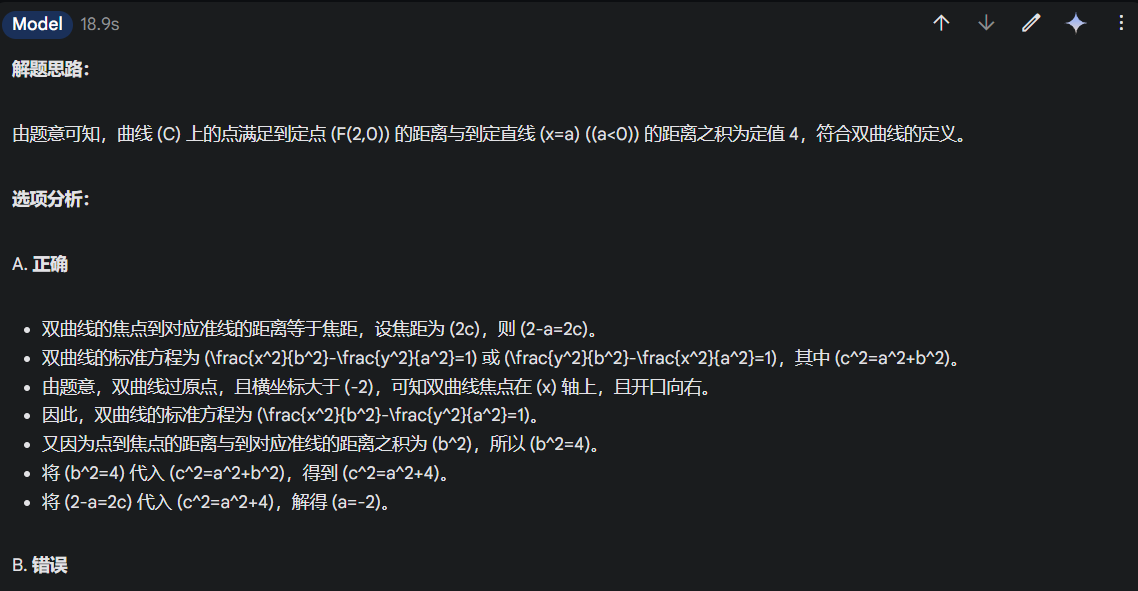 Model 18.9s
解题思路：
由题意可知，曲线 (C) 上的点满足到定点 (F(2,0)) 的距离与到定直线 (x=a) ((a<0)) 的距离之积为定值 4，符合双曲线的定义。
选项分析：
A. 正确
• 双曲线的焦点到对应准线的距离等于焦距，设焦距为 (2c)，则 (2-a=2c)。
• 双曲线的标准方程为 (\frac{x^2}{b^2}-\frac{y^2}{a^2}=1) 或 (\frac{y^2}{b^2}-\frac{x^2}{a^2}=1)，其中 (c^2=a^2+b^2)。
• 由题意，双曲线过原点，且横坐标大于 (-2)，可知双曲线焦点在 (x) 轴上，且开口向右。
• 因此，双曲线的标准方程为 (\frac{x^2}{b^2}-\frac{y^2}{a^2}=1)。
• 又因为点到焦点的距离与到对应准线的距离之积为 (b^2)，所以 (b^2=4)。
• 将 (b^2=4) 代入 (c^2=a^2+b^2)，得到 (c^2=a^2+4)。
• 将 (2-a=2c) 代入 (c^2=a^2+4)，解得 (a=-2)。
B. 错误